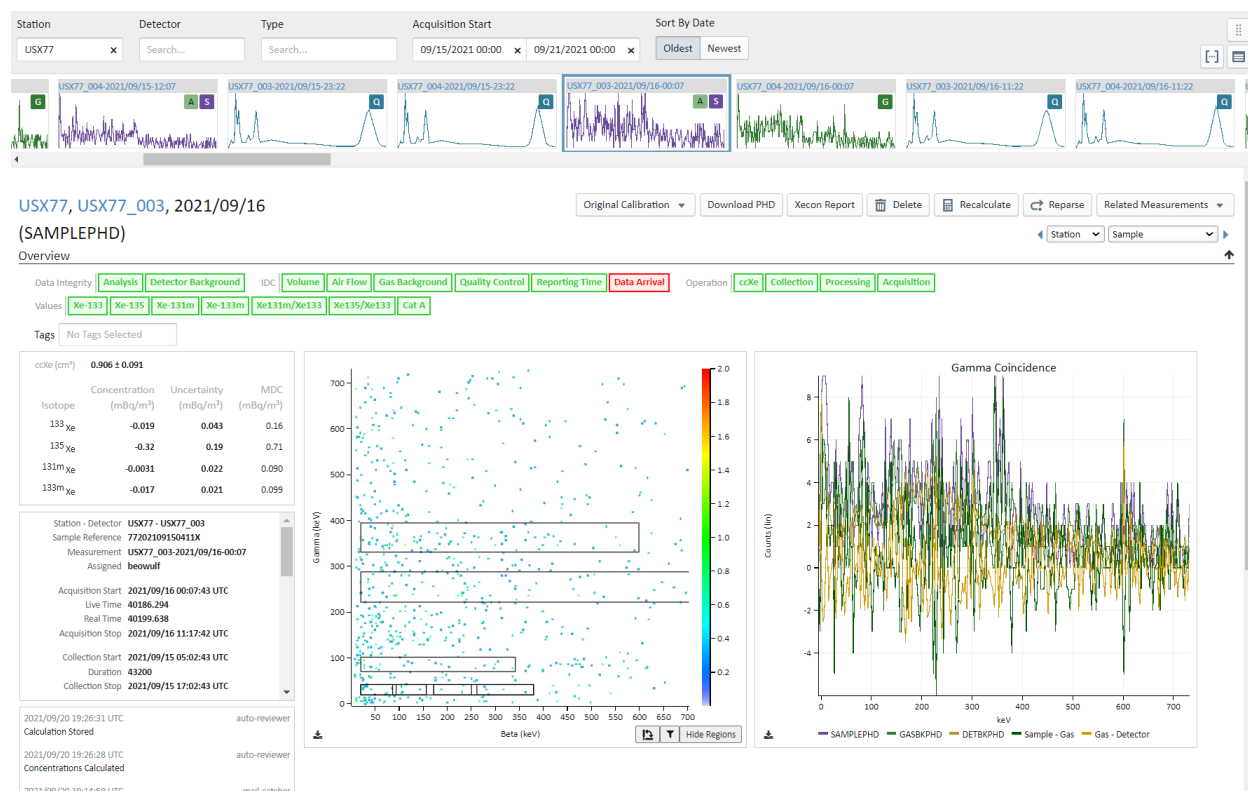 Station Detector Type Acquisition Start Sort By Date
USX77 × Search... Search... 09/15/2021 00:00 × 09/21/2021 00:00 × Oldest Newest
USX77_004-2021/09/15-12:07 USX77_003-2021/09/15-23:22 USX77_004-2021/09/15-23:22 USX77_003-2021/09/16-00:07 USX77_004-2021/09/16-00:07 USX77_003-2021/09/16-11:22 USX77_004-2021/09/16-11:22
G A S Q Q A S G Q Q
USX77, USX77_003, 2021/09/16
(SAMPLEPHD)
Original Calibration Download PHD Xecon Report Delete Recalculate Reparse Related Measurements
Station Sample
Overview
Data Integrity Analysis Detector Background IDC Volume Air Flow Gas Background Quality Control Reporting Time Data Arrival Operation ccXe Collection Processing Acquisition
Values Xe-133 Xe-135 Xe-131m Xe-133m Xe131m/Xe133 Xe135/Xe133 Cat A
Tags No Tags Selected
ccXe (cm³) 0.906 ± 0.091
Concentration Uncertainty MDC
Isotope (mBq/m³) (mBq/m³) (mBq/m³)
133 Xe -0.019 0.043 0.16
135 Xe -0.32 0.19 0.71
131m Xe -0.0031 0.022 0.090
133m Xe -0.017 0.021 0.099
Station - Detector USX77 - USX77_003
Sample Reference 77202109150411X
Measurement USX77_003-2021/09/16-00:07
Assigned beowulf
Acquisition Start 2021/09/16 00:07:43 UTC
Live Time 40186.294
Real Time 40199.638
Acquisition Stop 2021/09/16 11:17:42 UTC
Collection Start 2021/09/15 05:02:43 UTC
Duration 43200
Collection Stop 2021/09/15 17:02:43 UTC
2021/09/20 19:26:31 UTC auto-reviewer
Calculation Stored
2021/09/20 19:26:28 UTC auto-reviewer
Concentrations Calculated
2021/09/20 19:14:59 UTC mail-catcher
Gamma (keV)
700
600
500
400
300
200
100
0
50 100 150 200 250 300 350 400 450 500 550 600 650 700
Beta (keV)
2.0
1.8
1.6
1.4
1.2
1.0
0.8
0.6
0.4
0.2
Hide Regions
Gamma Coincidence
Counts (lin)
8
6
4
2
0
-2
-4
0 100 200 300 400 500 600 700
keV
SAMPLEPHD GASBKPHD DETBKPHD Sample - Gas Gas - Detector